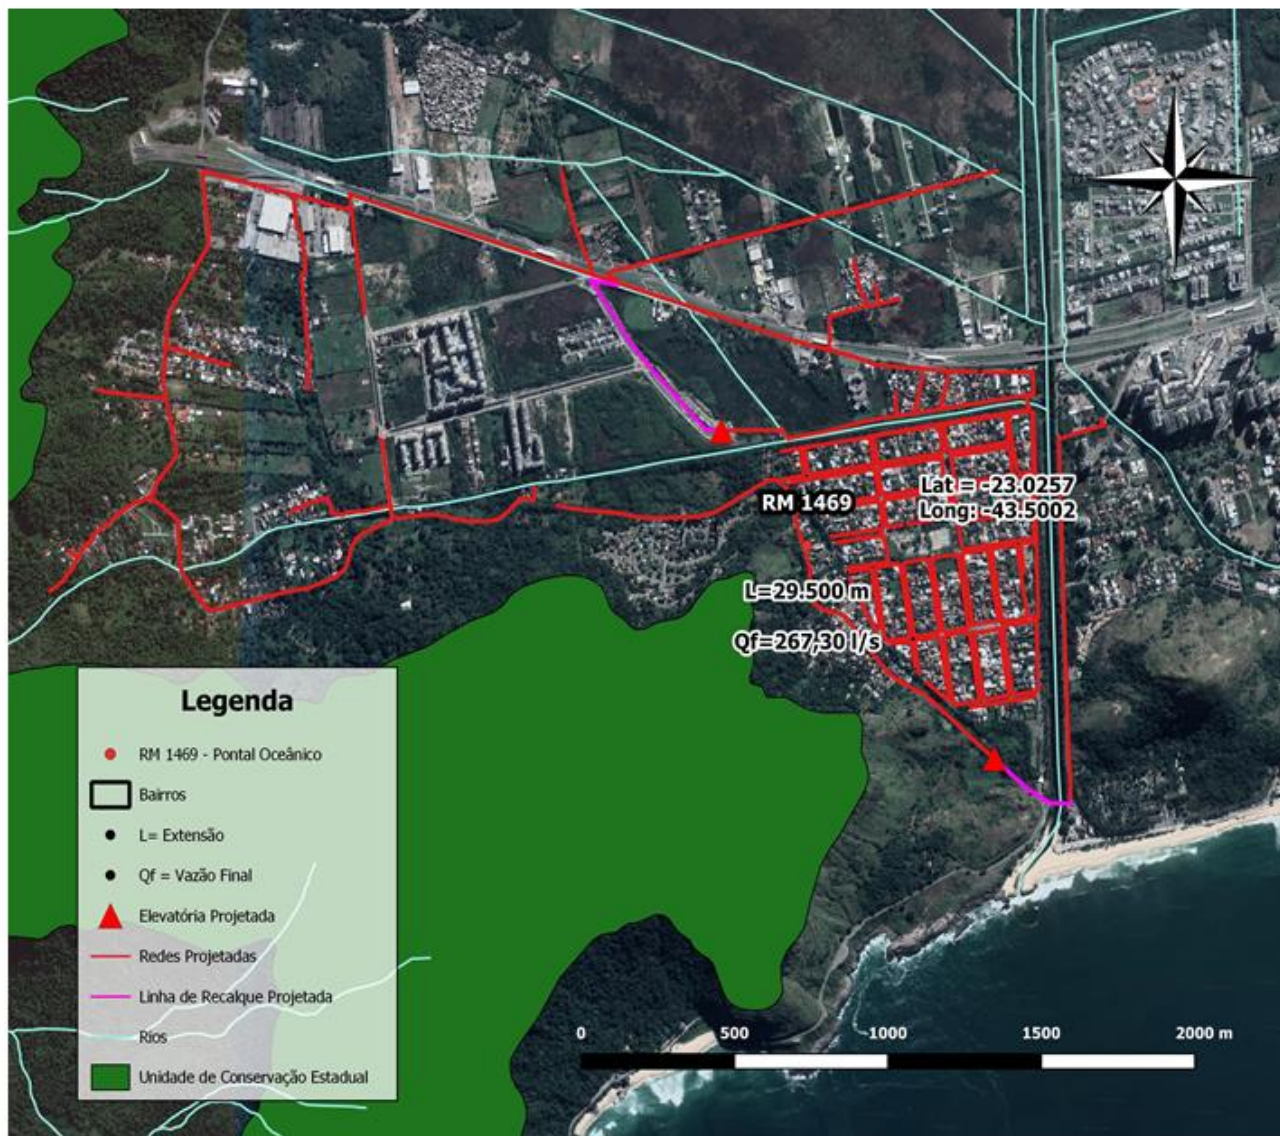 RM 1469
Lat = -23.0257
Long: -43.5002
L=29.500 m
Qf=267,30 l/s
Legenda
RM 1469 - Pontal Oceânico
Bairros
L= Extensão
Qf = Vazão Final
Elevatória Projetada
Redes Projetadas
Linha de Recalque Projetada
Rios
Unidade de Conservação Estadual
0 500 1000 1500 2000 m